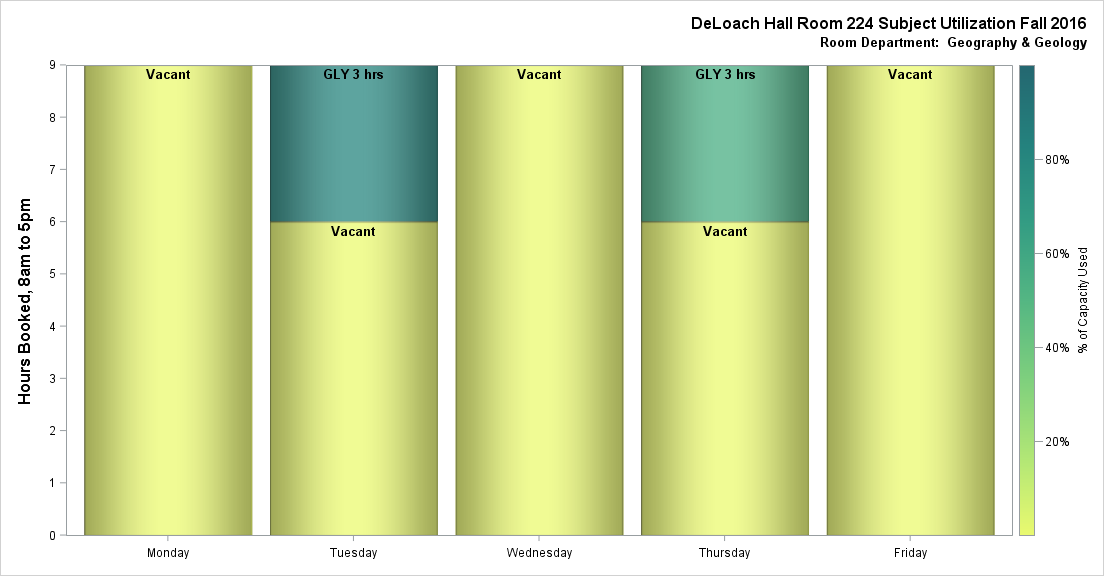 DeLoach Hall Room 224 Subject Utilization Fall 2016
Room Department: Geography & Geology
Hours Booked, 8am to 5pm
9
8
7
6
5
4
3
2
1
0
Vacant
GLY 3 hrs
Vacant
GLY 3 hrs
Vacant
Vacant
Vacant
Monday
Tuesday
Wednesday
Thursday
Friday
80%
60%
40%
20%
% of Capacity Used